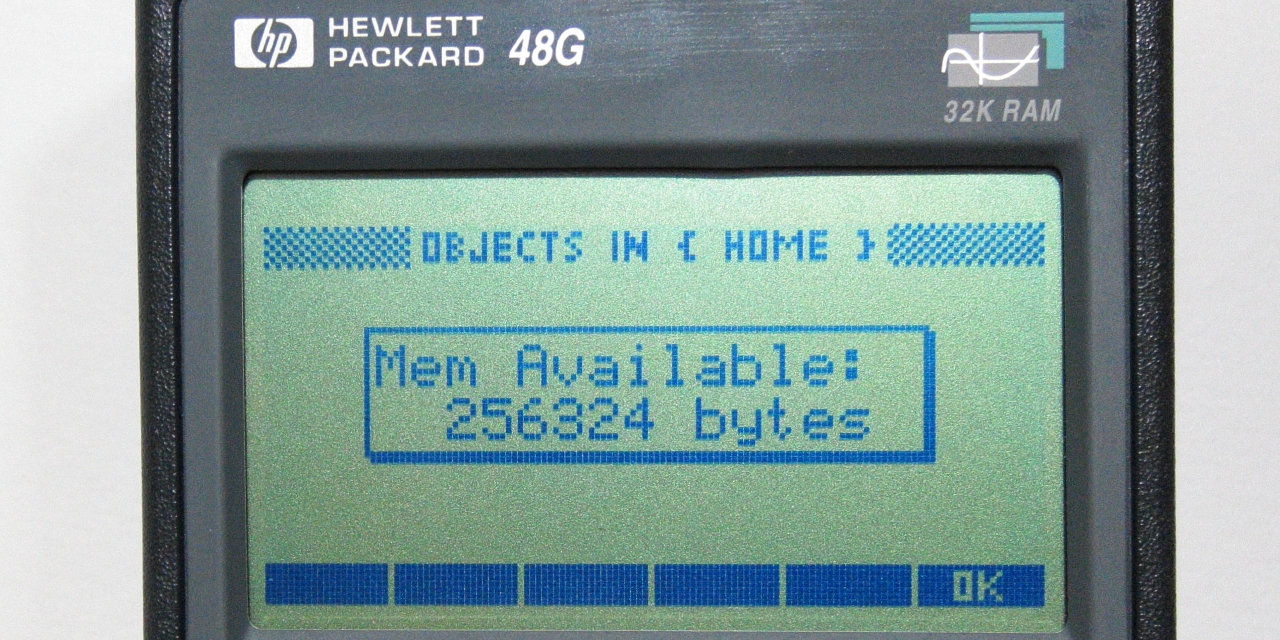 hp HEWLETT
PACKARD 48G
32K RAM
OBJECTS IN { HOME }
Mem Available:
256324 bytes
OK